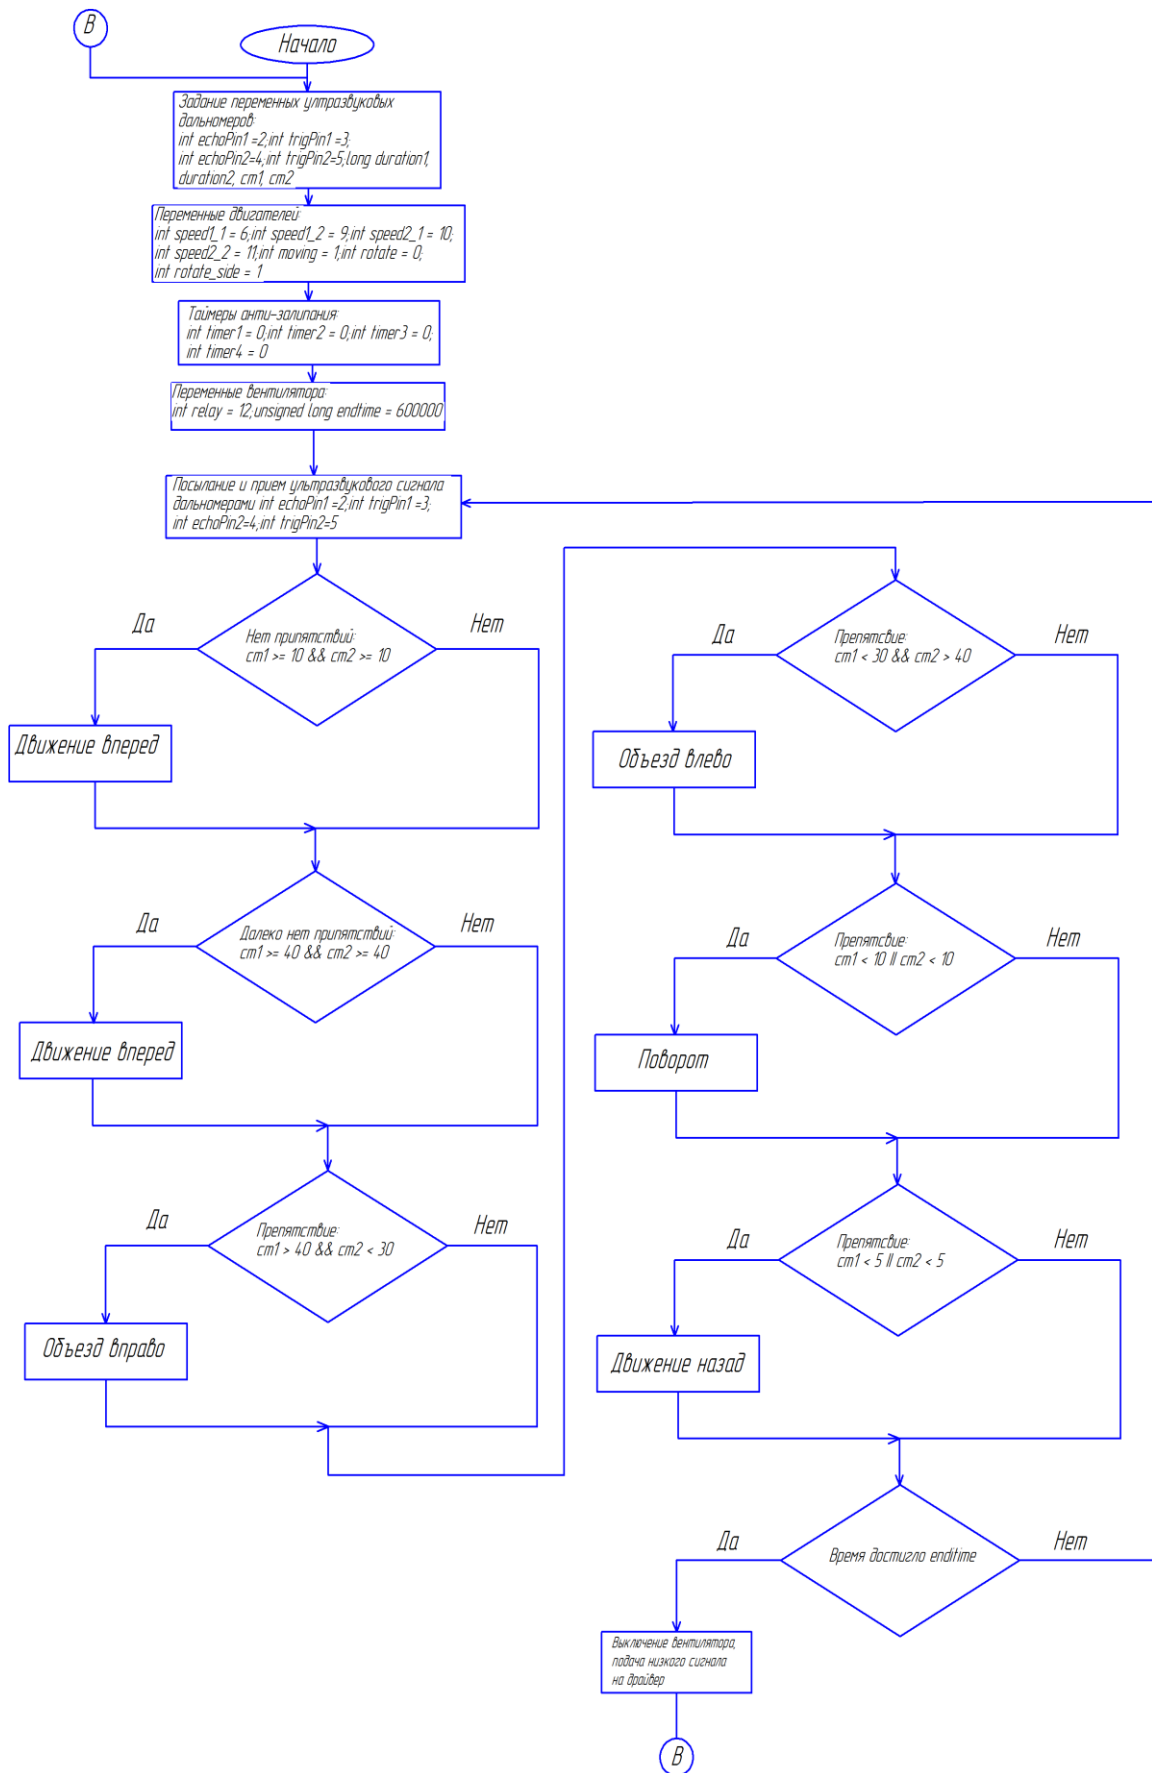 В
Начало
Задание переменныхултразвуковых
дальномеров:
int echoPin1 =2;int trigPin1 =3;
int echoPin2=4;int trigPin2=5;long duration1,
duration2, cm1, cm2
Переменные двигателей:
int speed1_1 = 6;int speed1_2 = 9;int speed2_1 = 10;
int speed2_2 = 11;int moving = 1;int rotate = 0;
int rotate_side = 1
Таймеры анти-залипания:
int timer1 = 0;int timer2 = 0;int timer3 = 0;
int timer4 = 0
Переменные вентилятора:
int relay = 12;unsigned long endtime = 600000
Посылание и прием ультразвукового сигнала
дальномерами int echoPin1 =2;int trigPin1 =3;
int echoPin2=4;int trigPin2=5
Да
Нет
Нет припятствий:
cm1 >= 10 && cm2 >= 10
Движение вперед
Да
Нет
Далеко нет припятствий:
cm1 >= 40 && cm2 >= 40
Движение вперед
Да
Нет
Препятствие:
cm1 > 40 && cm2 < 30
Объезд вправо
Да
Нет
Препятсвие:
cm1 < 30 && cm2 > 40
Объезд влево
Да
Нет
Препятсвие:
cm1 < 10 || cm2 < 10
Поворот
Да
Нет
Препятсвие:
cm1 < 5 || cm2 < 5
Движение назад
Да
Нет
Время достигло enditime
Выключение вентилятора,
подача низкого сигнала
на драйвер
В